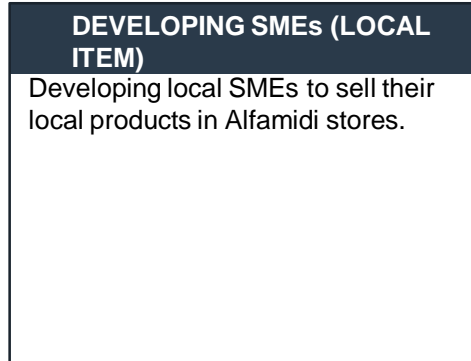 DEVELOPING SMEs (LOCAL
ITEM)
Developing local SMEs to sell their
local products in Alfamidi stores.